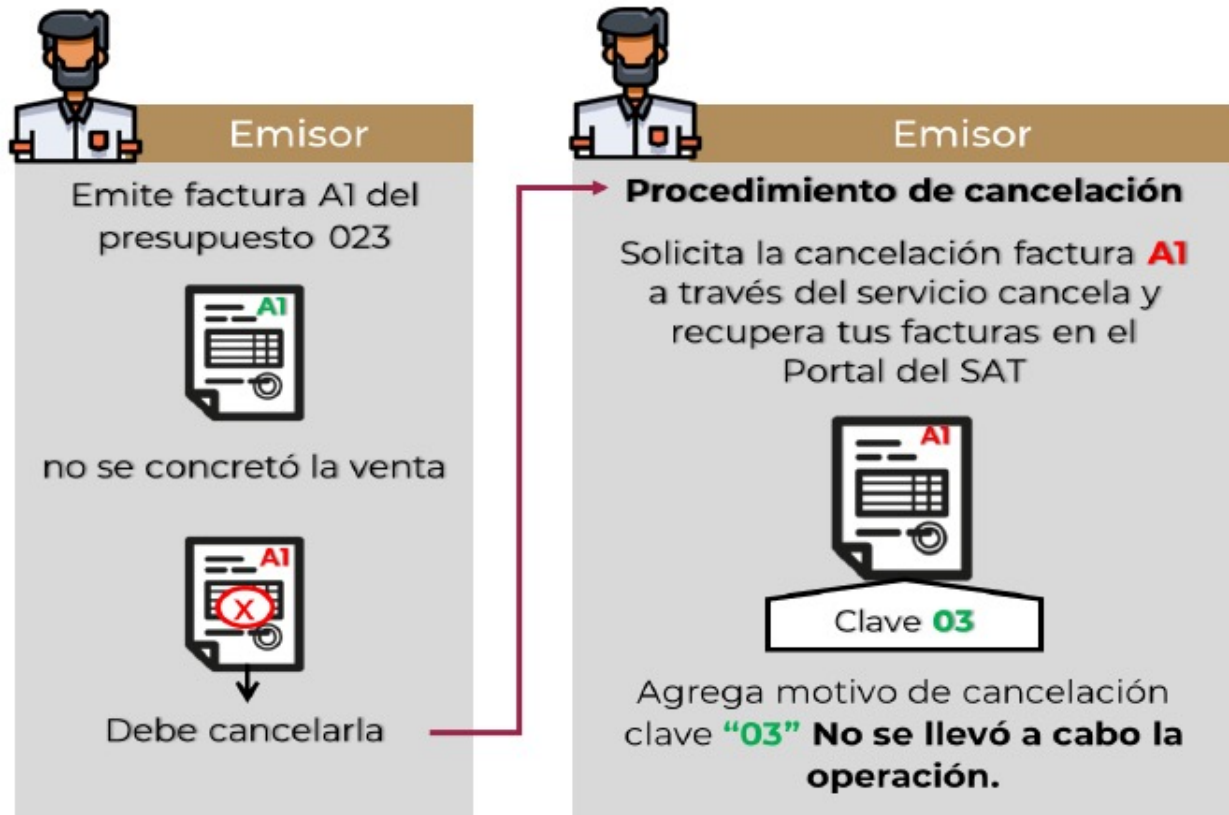 Emisor
Emite factura A1 del
presupuesto 023
A1
no se concretó la venta
A1
X
Debe cancelarla
Emisor
Procedimiento de cancelación
Solicita la cancelación factura A1
a través del servicio cancela y
recupera tus facturas en el
Portal del SAT
A1
Clave 03
Agrega motivo de cancelación
clave “03” No se llevó a cabo la
operación.